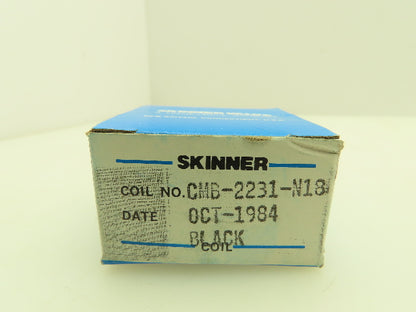 SKINNER
COIL NO. CMB-2231-N18
DATE OCT-1984
BLACK
COIL